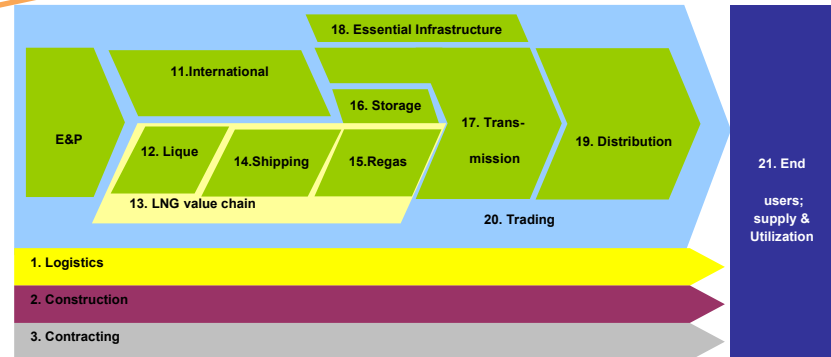 18. Essential Infrastructure
11.International
16. Storage
E&P
17. Trans-
mission
12. Lique
14.Shipping
15.Regas
19. Distribution
13. LNG value chain
20. Trading
21. End
users;
supply &
Utilization
1. Logistics
2. Construction
3. Contracting